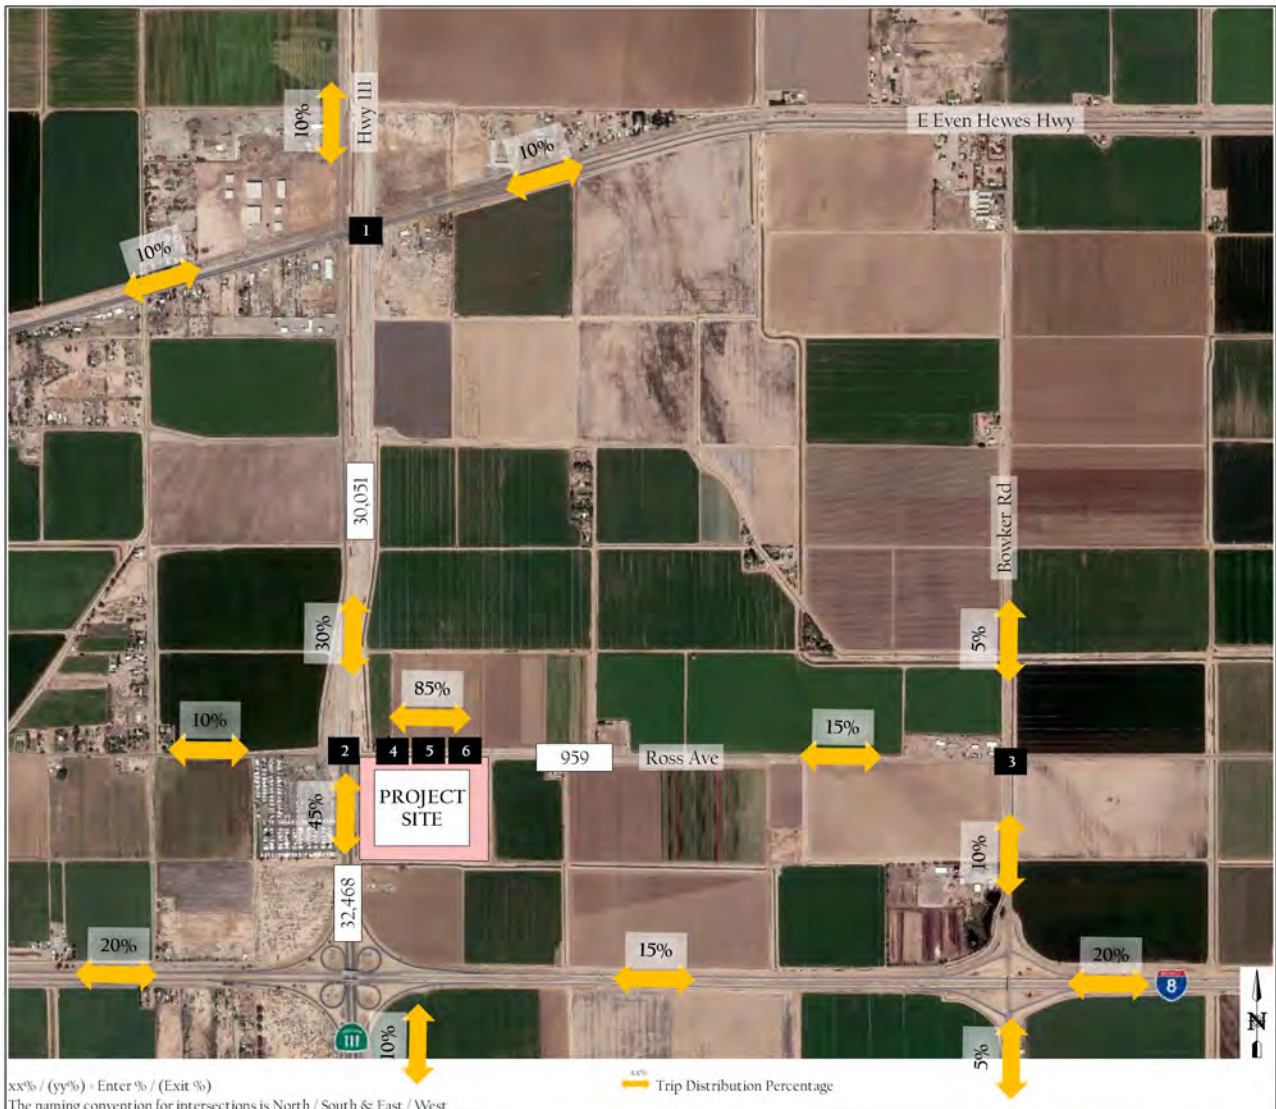 Hwy 111
10%
E Even Hewes Hwy
10%
1
10%
30,051
Bowker Rd
30%
5%
85%
10%
15%
2
4
5
6
959
Ross Ave
3
PROJECT
SITE
45%
10%
32,468
20%
15%
20%
8
N
111
10%
5%
xx% / (yy%) - Enter % / (Exit %)
xx%
Trip Distribution Percentage
The naming convention for intersections is North / South & East / West